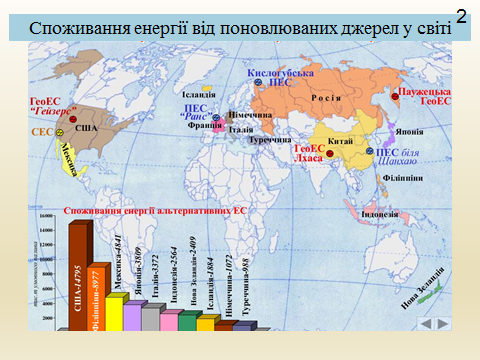 2
Споживання енергії від поновлюваних джерел у світі
Кислогубська
ПЕС
Ісландія
Росія
Паужецька
ГеоЕС
ГеоЕС
"Гейзерс"
ПЕС
"Ранс"
Німеччина
СЕС
США
Франція
Італія
Туреччина
Китай
Японія
ГеоЕС
Лхаса
ПЕС біля
Шанхаю
Мексика
Філіппіни
Індонезія
Нова Зеландія
Споживання енергії альтернативних ЕС
16000
14000
12000
10000
8000
6000
4000
2000
США-14795
Філіппіни-8977
Мексика-4841
Японія-3809
Італія-3372
Індонезія-2564
Нова Зеландія-2409
Ісландія-1884
Німеччина-1072
Туреччина-988